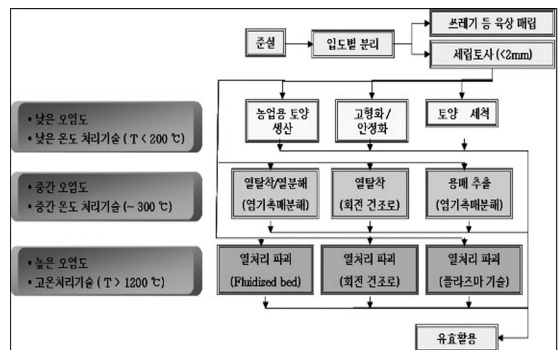 쓰레기 등 육상 매립
준설
입도별 분리
세립토사(<2mm)
• 낮은 오염도
• 낮은 온도 처리기술 ( T < 200 ℃)
농업용 토양
생산
고형화/
안정화
토양 세척
• 중간 오염도
• 중간 온도 처리기술 (~ 300 ℃)
열탈착/열분해
(염기촉매분해)
열탈착
(회전 건조로)
용매 추출
(염기촉매분해)
• 높은 오염도
• 고온처리기술 ( T > 1200 ℃)
열처리 파괴
(Fluidized bed)
열처리 파괴
(회전 건조로)
열처리 파괴
(플라즈마 기술)
유효활용